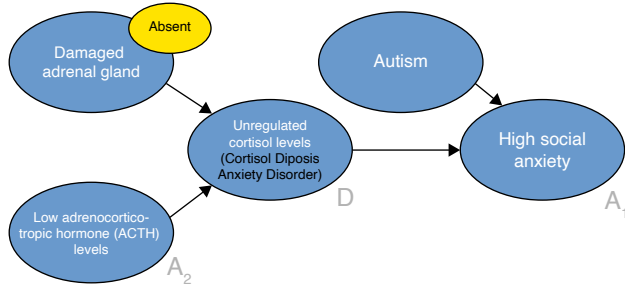 Absent
Damaged
adrenal gland
Autism
Unregulated
cortisol levels
(Cortisol Diposis
Anxiety Disorder)
High social
anxiety
D
A1
Low adrenocortico-
tropic hormone (ACTH)
levels
A2